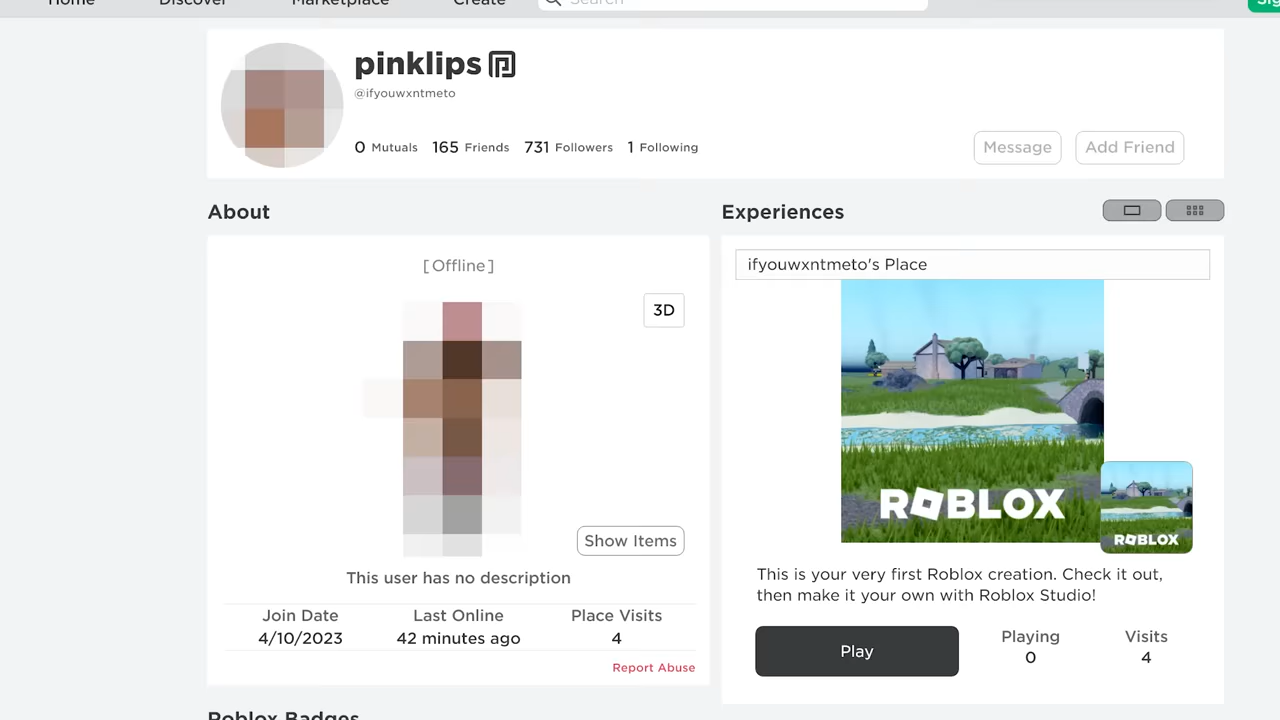 Home Discover Marketplace Create Search
pinklips
@ifyouwxntmeto
0 Mutuals 165 Friends 731 Followers 1 Following
Message Add Friend
About
[Offline]
3D
Show Items
This user has no description
Join Date Last Online Place Visits
4/10/2023 42 minutes ago 4
Report Abuse
Roblox Badges
Experiences
ifyouwxntmeto's Place
ROBLOX
ROBLOX
This is your very first Roblox creation. Check it out,
then make it your own with Roblox Studio!
Play
Playing Visits
0 4